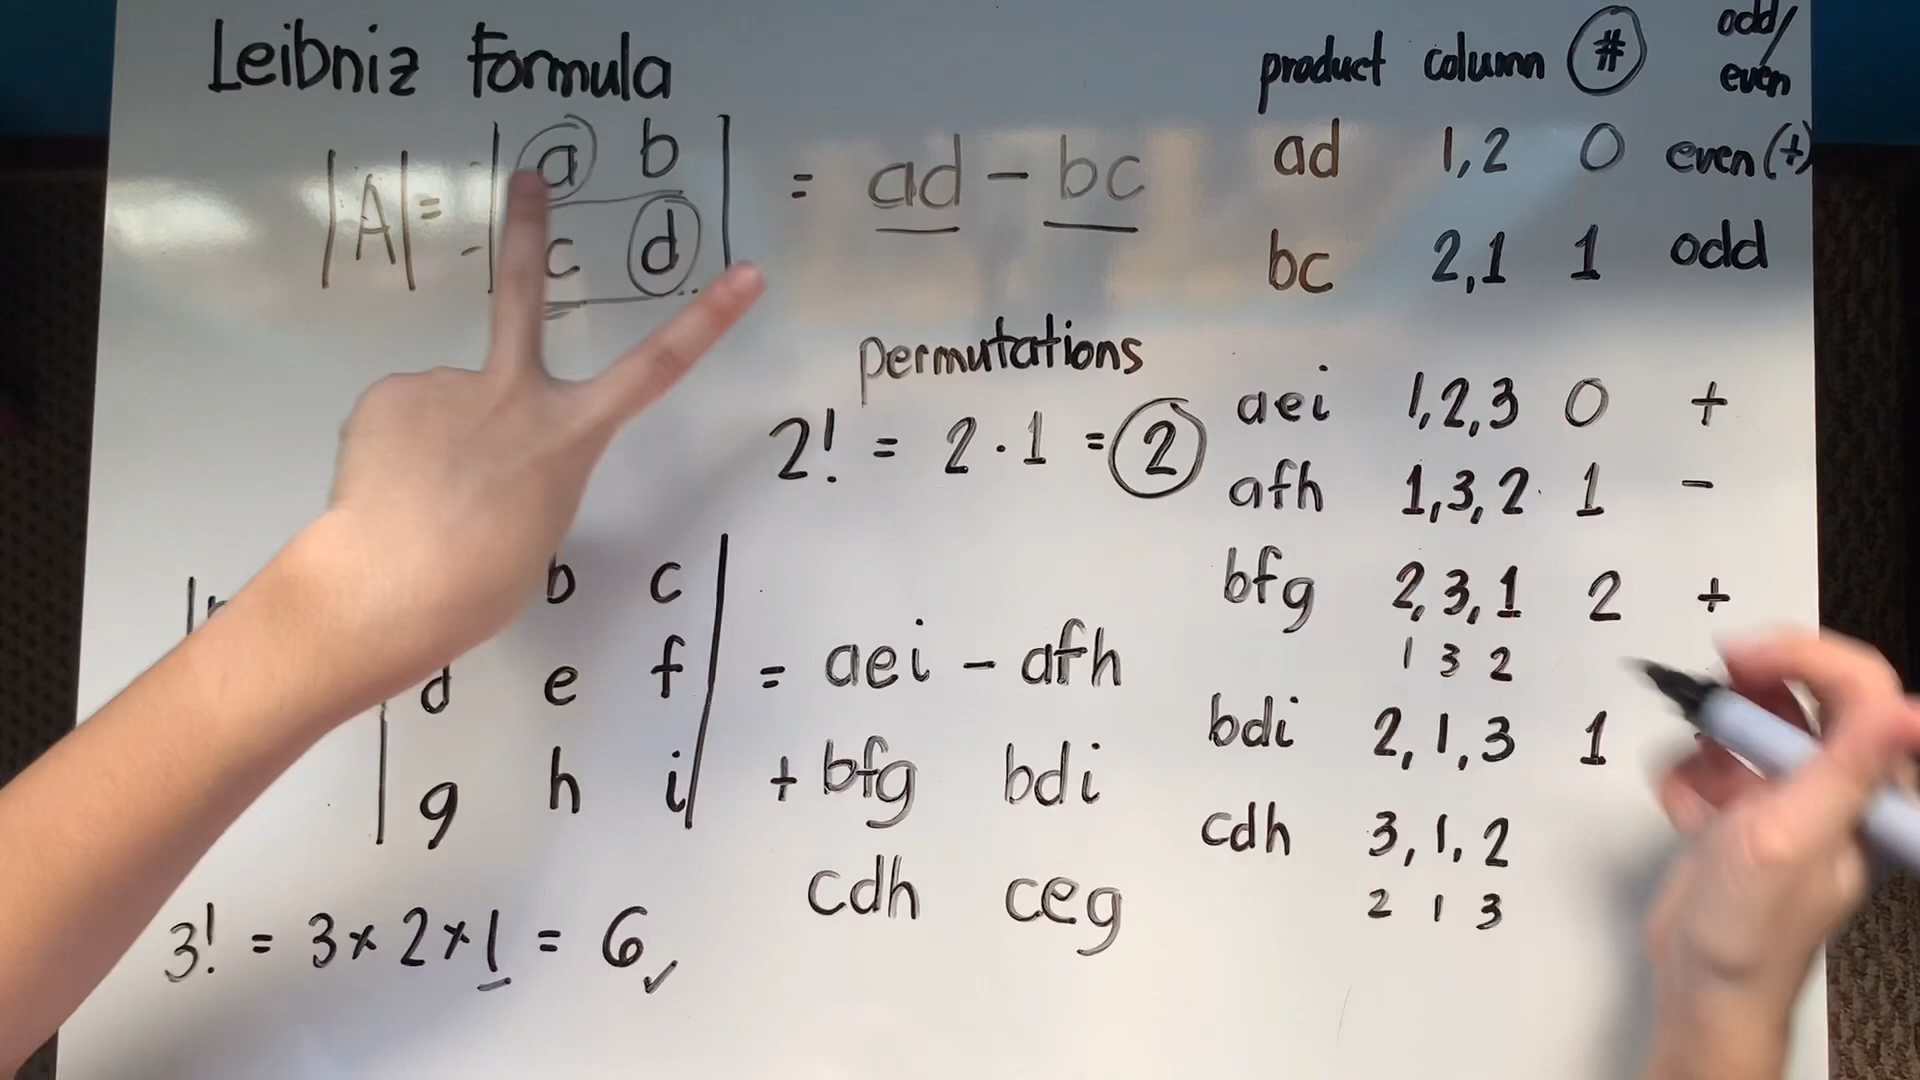 Leibniz Formula
|A| = | a b | = ad - bc
- | c d |
permutations
2! = 2 · 1 = 2
b c
d e f = aei - afh
g h i + bfg bdi
cdh ceg
3! = 3 × 2 × 1 = 6 ✓
product column # odd/even
ad 1,2 0 even (+)
bc 2,1 1 odd
aei 1,2,3 0 +
afh 1,3,2 1 -
bfg 2,3,1 2 +
1 3 2
bdi 2,1,3 1
cdh 3,1,2
2 1 3